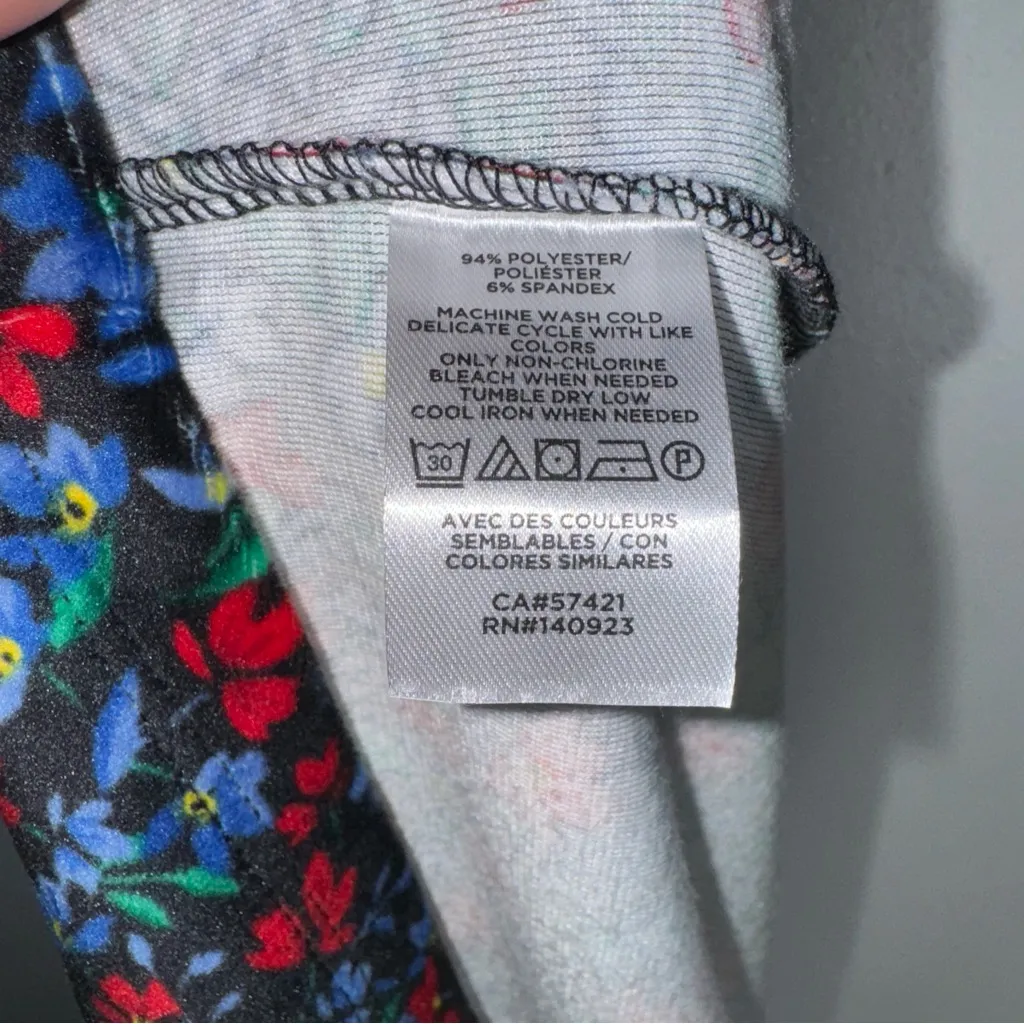 94% POLYESTER/
POLIÉSTER
6% SPANDEX
MACHINE WASH COLD
DELICATE CYCLE WITH LIKE
COLORS
ONLY NON-CHLORINE
BLEACH WHEN NEEDED
TUMBLE DRY LOW
COOL IRON WHEN NEEDED
30 P
AVEC DES COULEURS
SEMBLABLES / CON
COLORES SIMILARES
CA#57421
RN#140923